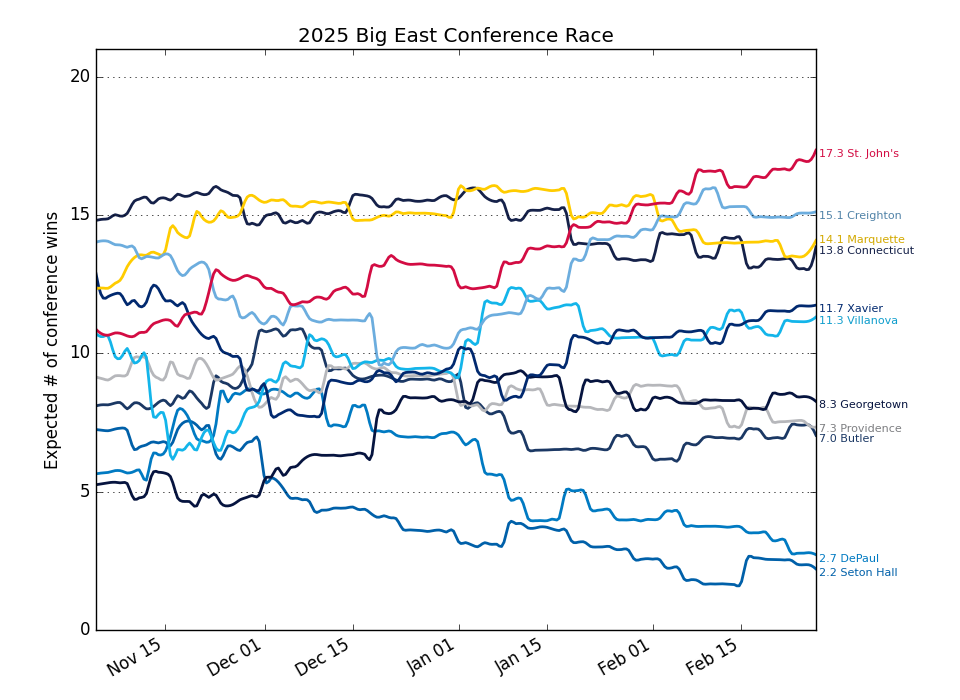 2025 Big East Conference Race
Expected # of conference wins
20
15
10
5
0
17.3 St. John's
15.1 Creighton
14.1 Marquette
13.8 Connecticut
11.7 Xavier
11.3 Villanova
8.3 Georgetown
7.3 Providence
7.0 Butler
2.7 DePaul
2.2 Seton Hall
Nov 15
Dec 01
Dec 15
Jan 01
Jan 15
Feb 01
Feb 15